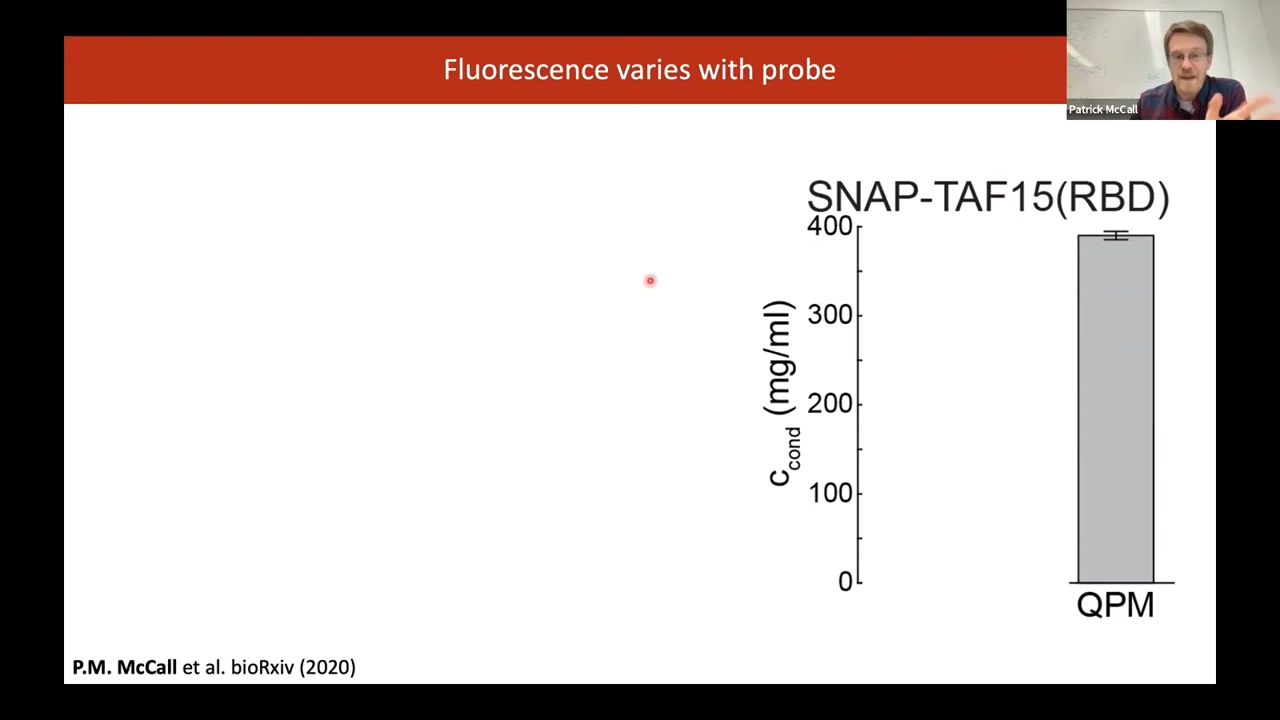 Fluorescence varies with probe
Patrick McCall
SNAP-TAF15(RBD)
400
300
200
100
0
c_cond (mg/ml)
QPM
P.M. McCall et al. bioRxiv (2020)